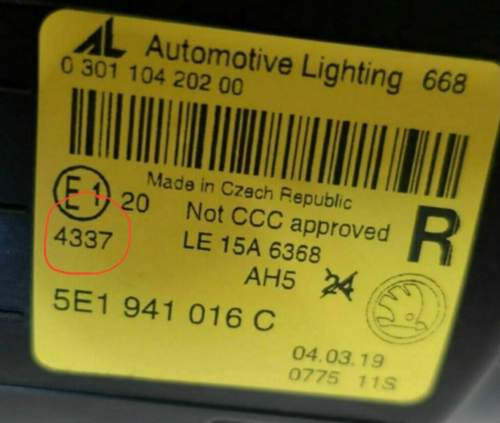 AL Automotive Lighting 668
0 301 104 202 00
Made in Czech Republic
E1 20 Not CCC approved R
4337 LE 15A 6368
AH5 24
5E1 941 016 C
04.03.19
0775 11S